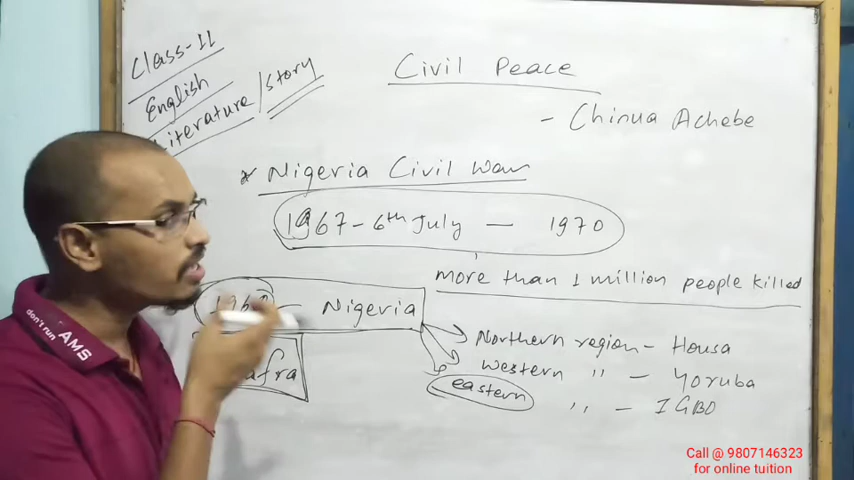 Class-11
English
Literature/story
Civil Peace
- Chinua Achebe
* Nigeria Civil War
1967-6th July — 1970
more than 1 million people killed
1960 - Nigeria
Northern region- Housa
Western " - Yoruba
eastern " - IGBO
don't run
AMS
Call @ 9807146323
for online tuition